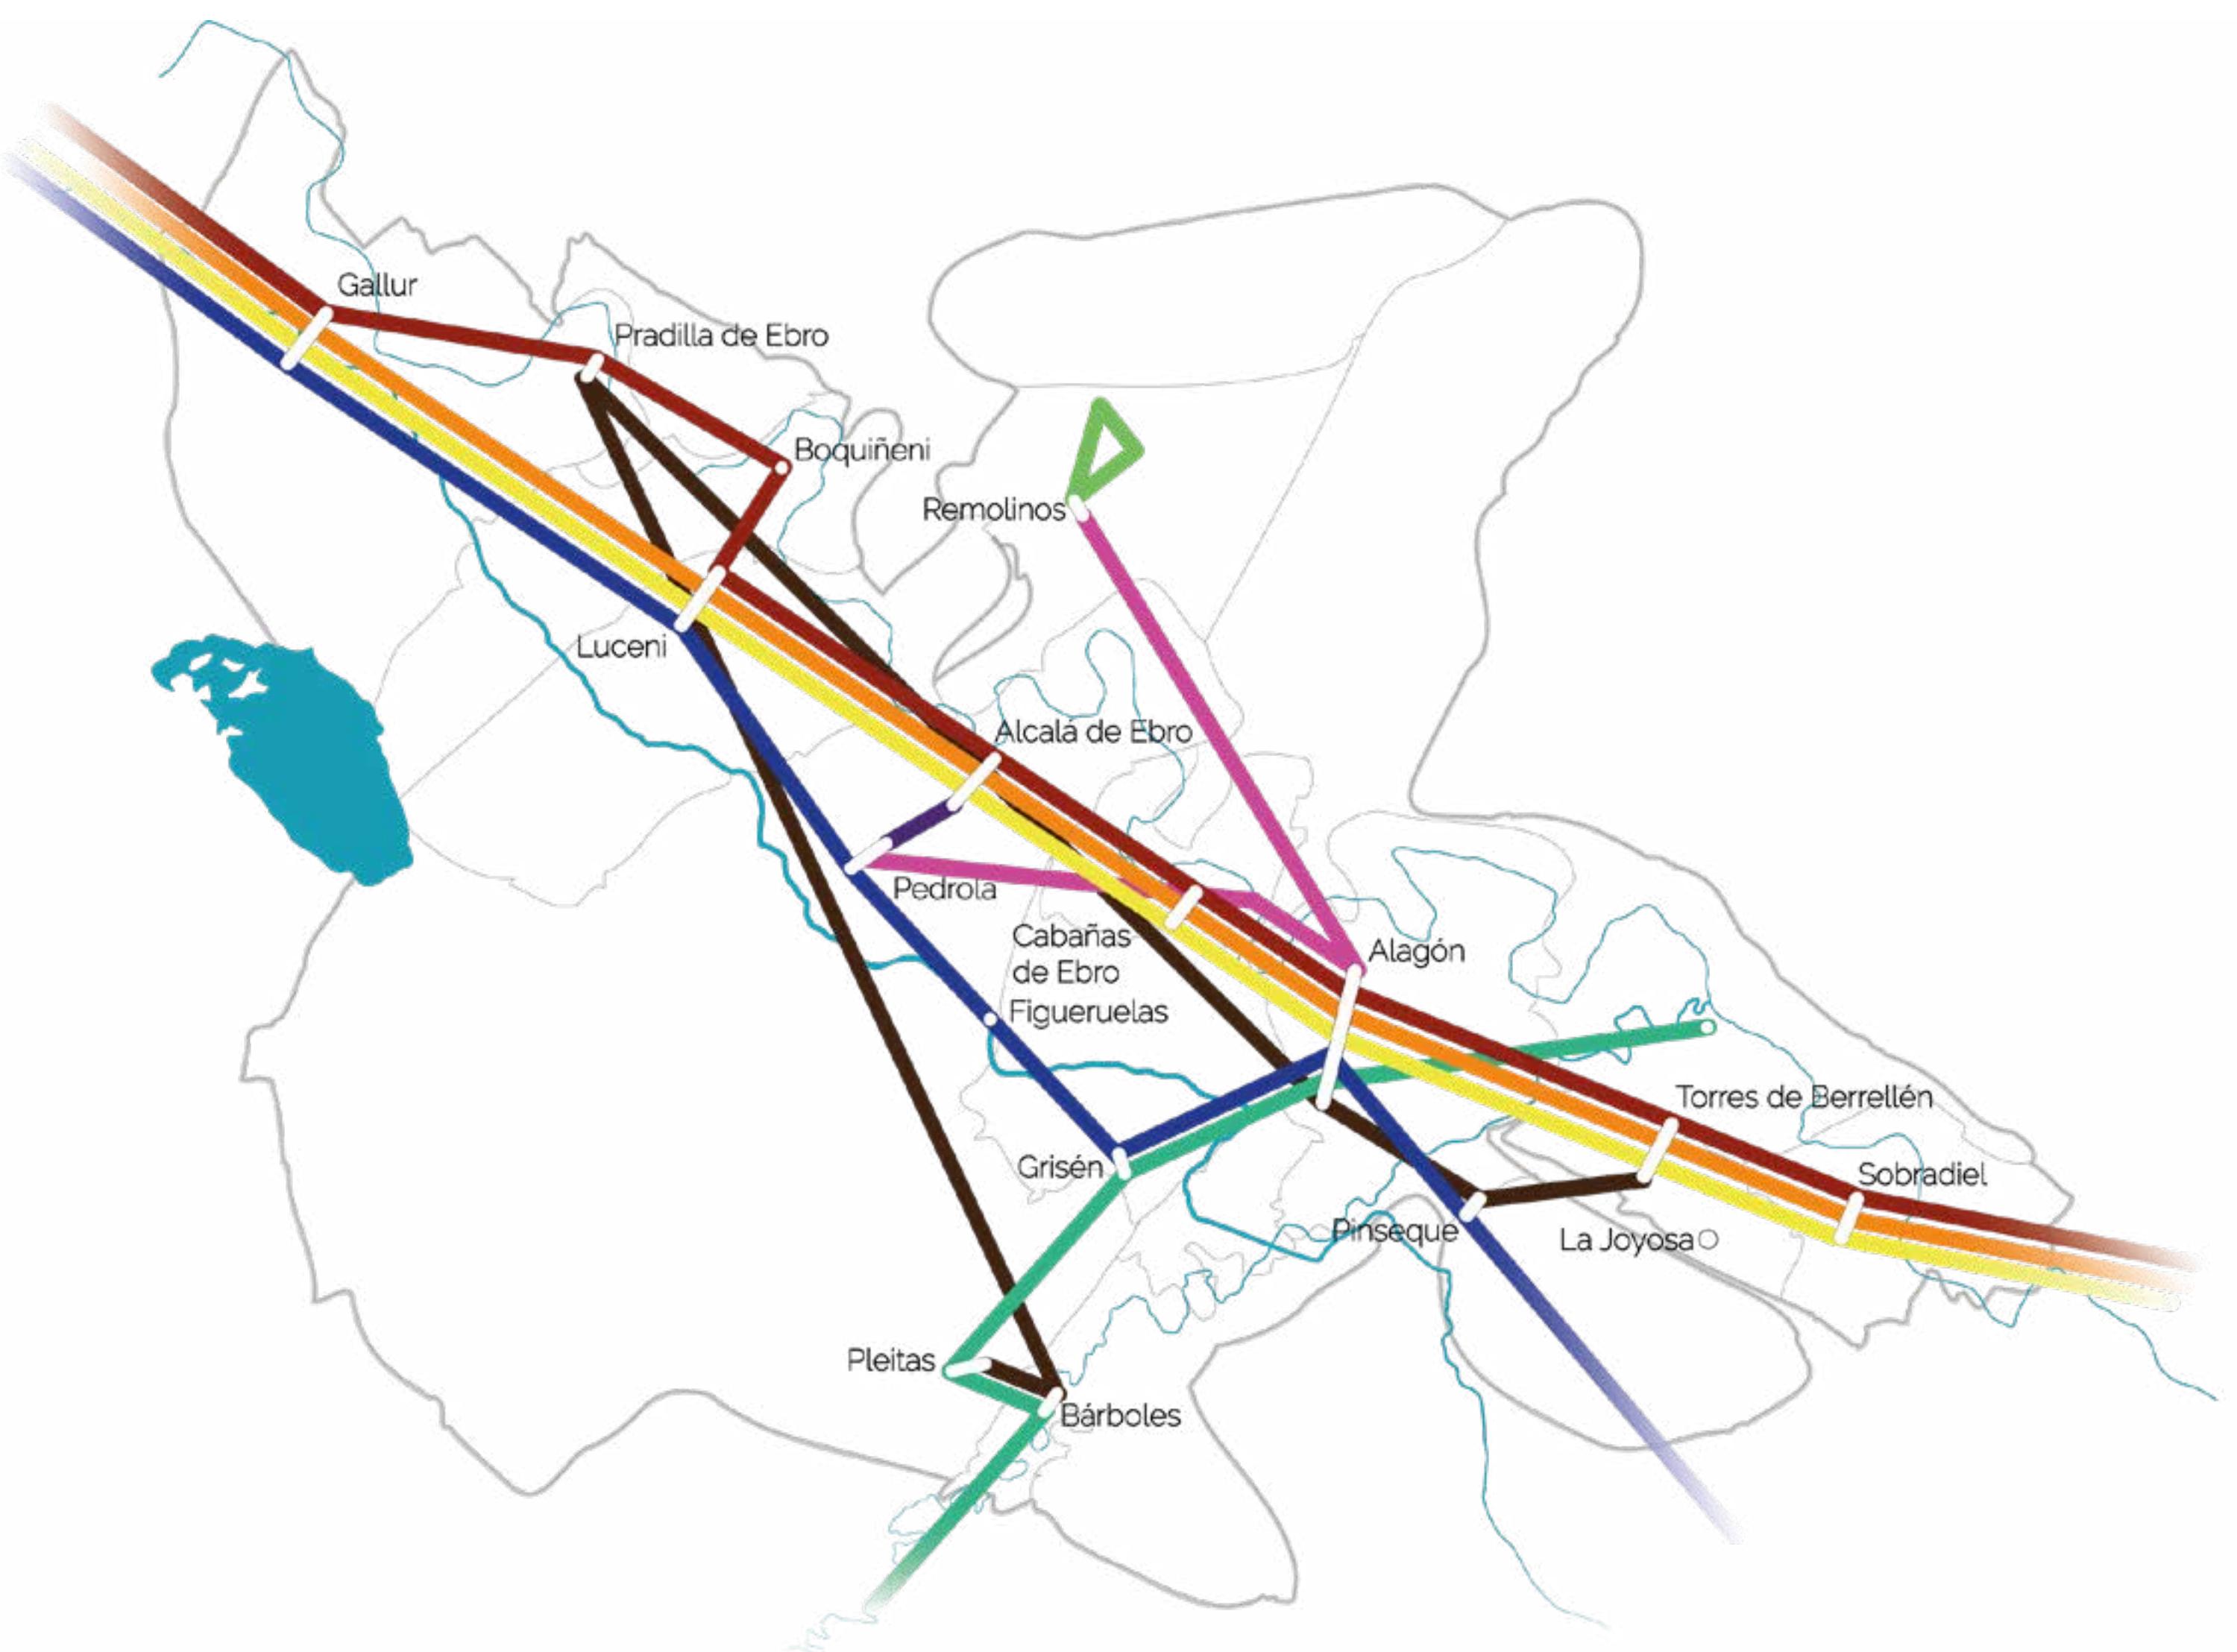 Gallur
Pradilla de Ebro
Boquiñeni
Remolinos
Luceni
Alcalá de Ebro
Pedrola
Cabañas
de Ebro
Alagón
Figueruelas
Torres de Berrellén
Grisén
Sobradiel
Pinseque
La Joyosa
Pleitas
Bárboles